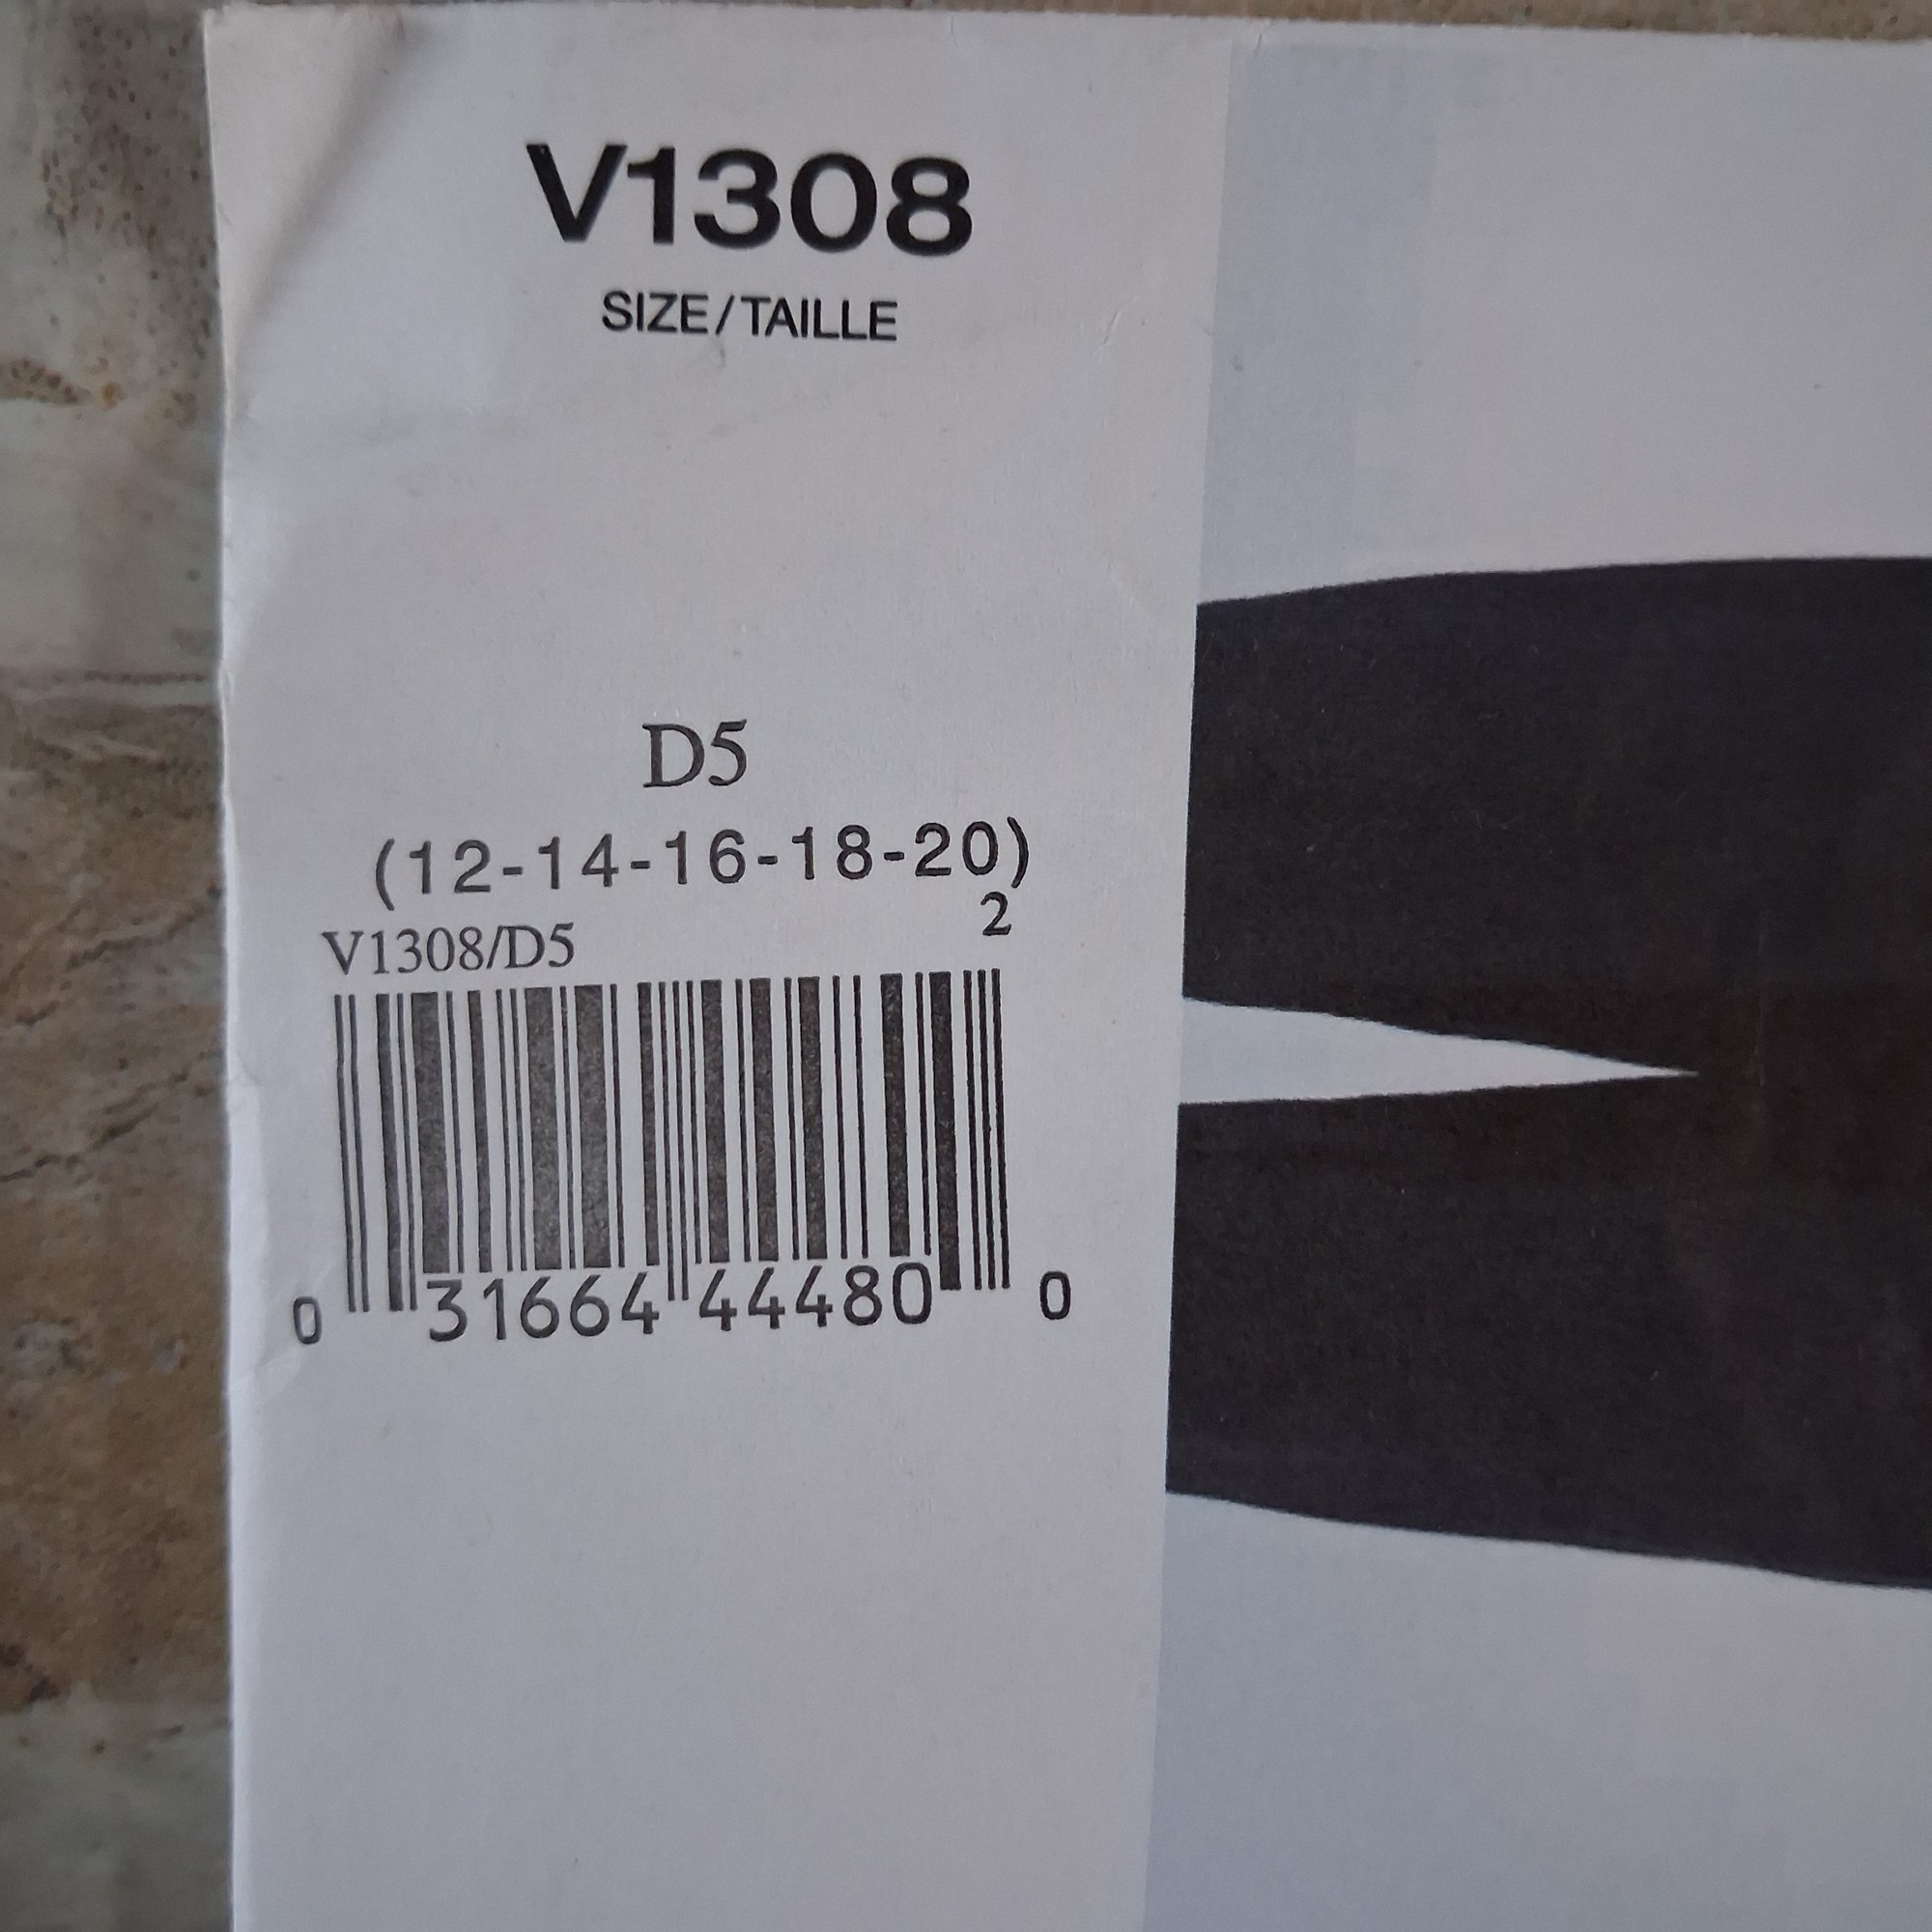 V1308
SIZE/TAILLE
D5
(12-14-16-18-20)
2
V1308/D5
0 31664 44480 0